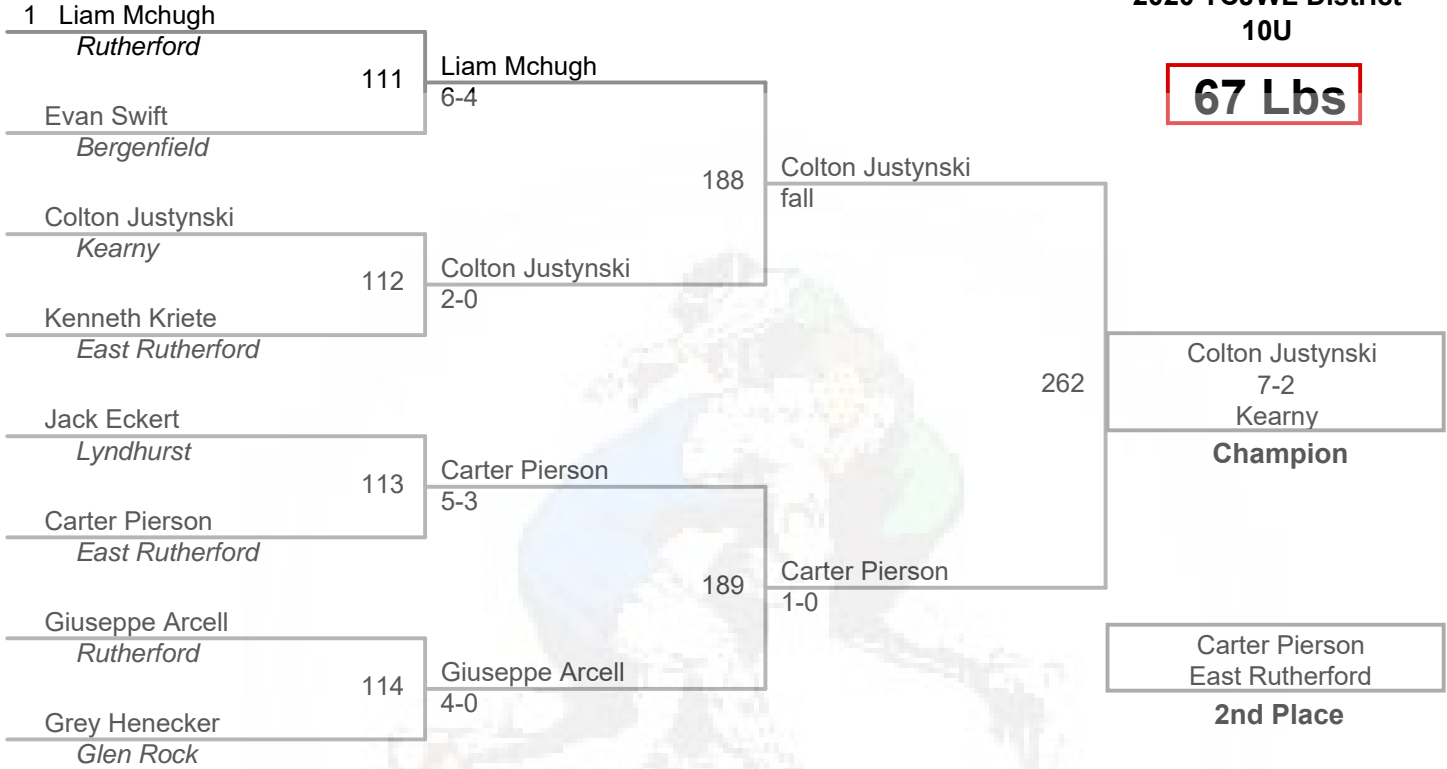 2020 TCJWL District
10U
67 Lbs
1 Liam Mchugh
Rutherford
111
Liam Mchugh
6-4
Evan Swift
Bergenfield
188
Colton Justynski
fall
Colton Justynski
Kearny
112
Colton Justynski
2-0
Kenneth Kriete
East Rutherford
262
Colton Justynski
7-2
Kearny
Champion
Jack Eckert
Lyndhurst
113
Carter Pierson
5-3
Carter Pierson
East Rutherford
189
Carter Pierson
1-0
Giuseppe Arcell
Rutherford
114
Giuseppe Arcell
4-0
Grey Henecker
Glen Rock
Carter Pierson
East Rutherford
2nd Place